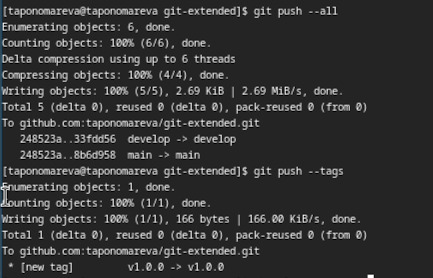 [taponomareva@taponomareva git-extended]$ git push --all
Enumerating objects: 6, done.
Counting objects: 100% (6/6), done.
Delta compression using up to 6 threads
Compressing objects: 100% (4/4), done.
Writing objects: 100% (5/5), 2.69 KiB | 2.69 MiB/s, done.
Total 5 (delta 0), reused 0 (delta 0), pack-reused 0 (from 0)
To github.com:taponomareva/git-extended.git
   248523a..33fdd56  develop -> develop
   248523a..8b6d958  main -> main
[taponomareva@taponomareva git-extended]$ git push --tags
Enumerating objects: 1, done.
Counting objects: 100% (1/1), done.
Writing objects: 100% (1/1), 166 bytes | 166.00 KiB/s, done.
Total 1 (delta 0), reused 0 (delta 0), pack-reused 0 (from 0)
To github.com:taponomareva/git-extended.git
 * [new tag]         v1.0.0 -> v1.0.0